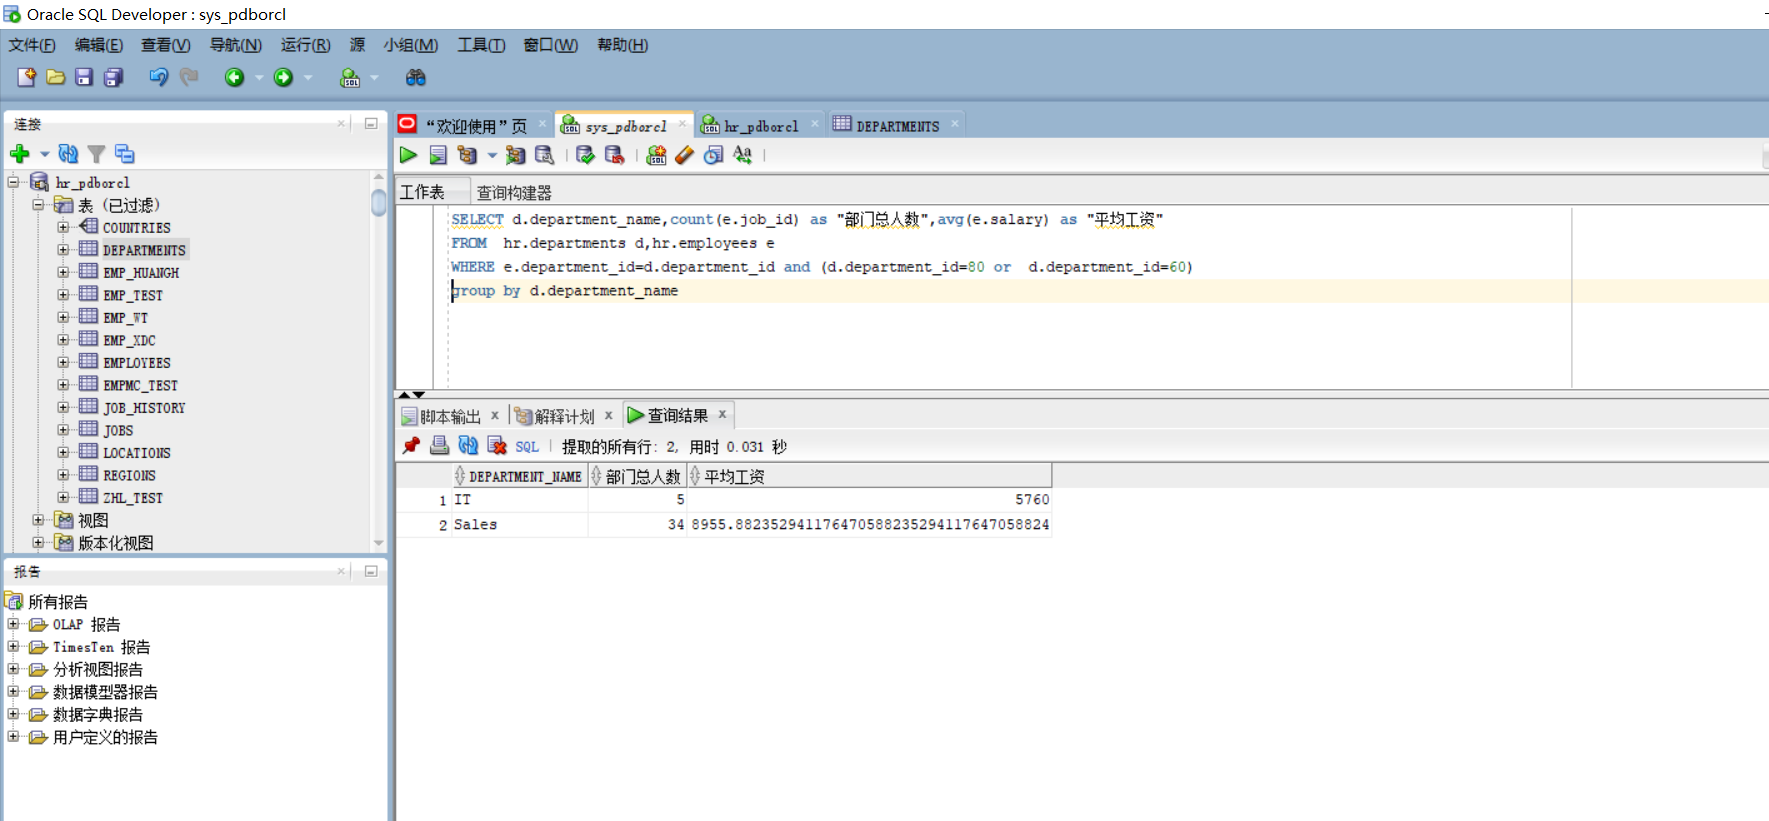 Oracle SQL Developer : sys_pdborcl
文件(F) 编辑(E) 查看(V) 导航(N) 运行(R) 源 小组(M) 工具(T) 窗口(W) 帮助(H)
连接
hr_pdborcl
表 (已过滤)
COUNTRIES
DEPARTMENTS
EMP_HUANGH
EMP_TEST
EMP_WT
EMP_XDC
EMPLOYEES
EMPMC_TEST
JOB_HISTORY
JOBS
LOCATIONS
REGIONS
ZHL_TEST
视图
版本化视图
报告
所有报告
OLAP 报告
TimesTen 报告
分析视图报告
数据模型器报告
数据字典报告
用户定义的报告
“欢迎使用”页 sys_pdborcl hr_pdborcl DEPARTMENTS
工作表 查询构建器
SELECT d.department_name,count(e.job_id) as "部门总人数",avg(e.salary) as "平均工资"
FROM hr.departments d,hr.employees e
WHERE e.department_id=d.department_id and (d.department_id=80 or d.department_id=60)
group by d.department_name
脚本输出 解释计划 查询结果
SQL | 提取的所有行: 2, 用时 0.031 秒
DEPARTMENT_NAME 部门总人数 平均工资
1 IT 5 5760
2 Sales 34 8955.88235294117647058823529411764705882​4